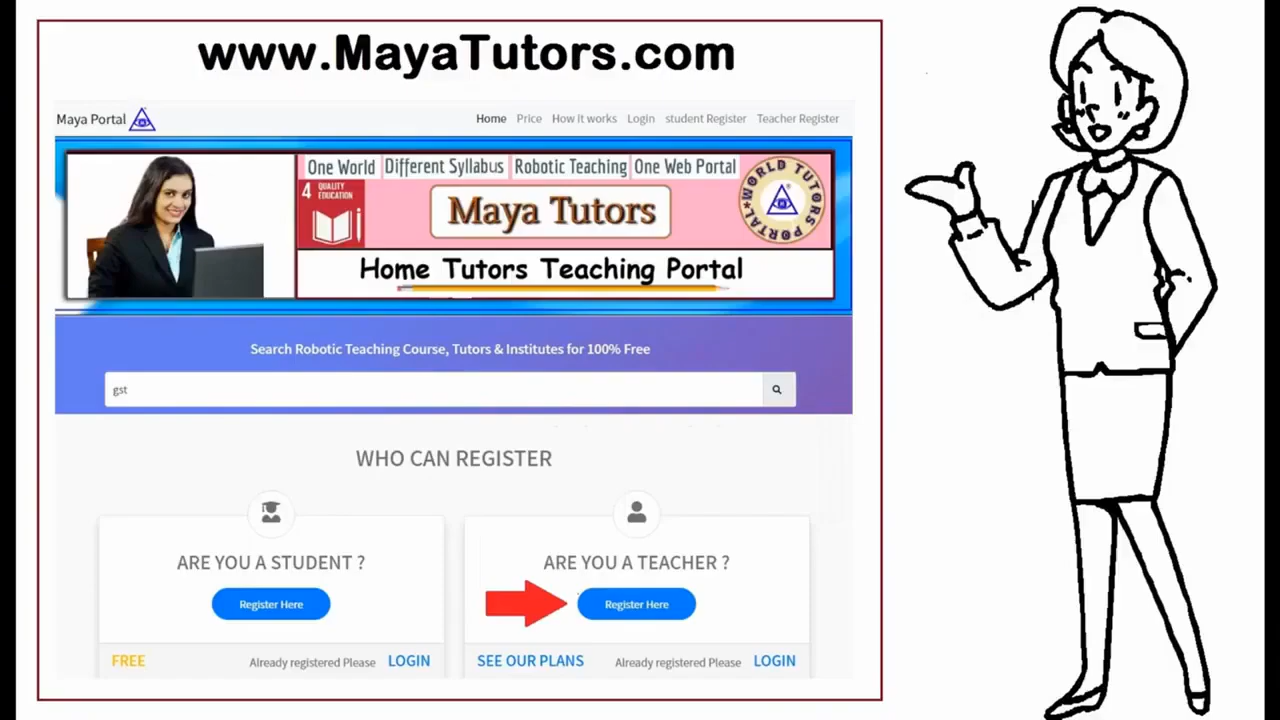 www.MayaTutors.com
Maya Portal
Home Price How it works Login student Register Teacher Register
One World Different Syllabus Robotic Teaching One Web Portal
4 QUALITY
EDUCATION
Maya Tutors
WORLD TUTORS PORTAL
Home Tutors Teaching Portal
Search Robotic Teaching Course, Tutors & Institutes for 100% Free
gst
WHO CAN REGISTER
ARE YOU A STUDENT ?
Register Here
FREE Already registered Please LOGIN
ARE YOU A TEACHER ?
Register Here
SEE OUR PLANS Already registered Please LOGIN